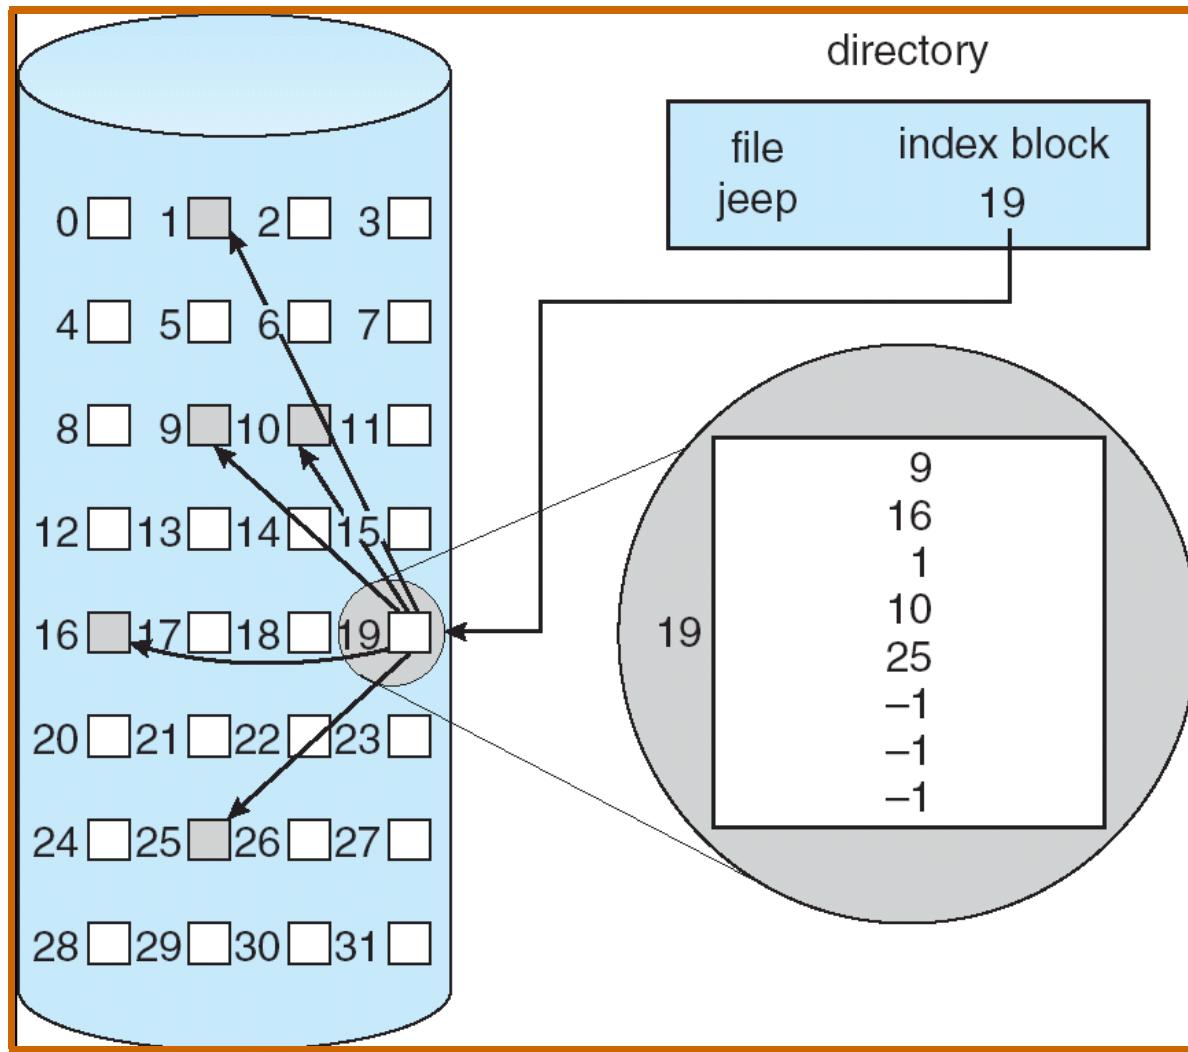 directory
file index block
jeep 19
0 1 2 3
4 5 6 7
8 9 10 11
12 13 14 15
16 17 18 19
20 21 22 23
24 25 26 27
28 29 30 31
19
9
16
1
10
25
–1
–1
–1